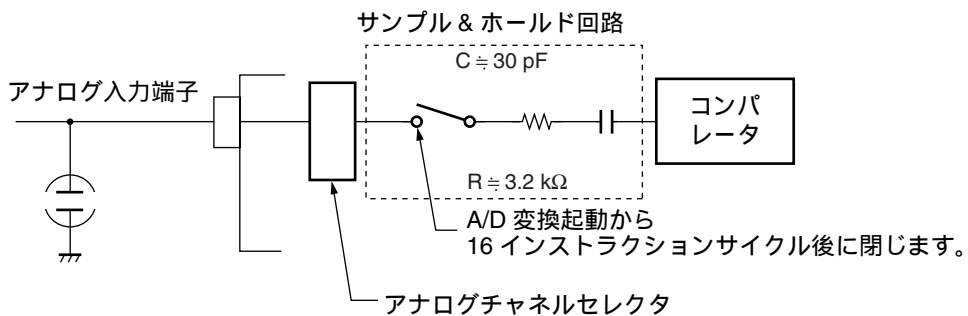 サンプル & ホールド回路
C ≒ 30 pF
アナログ入力端子
コンパ
レータ
R ≒ 3.2 kΩ
A/D 変換起動から
16 インストラクションサイクル後に閉じます。
アナログチャネルセレクタ